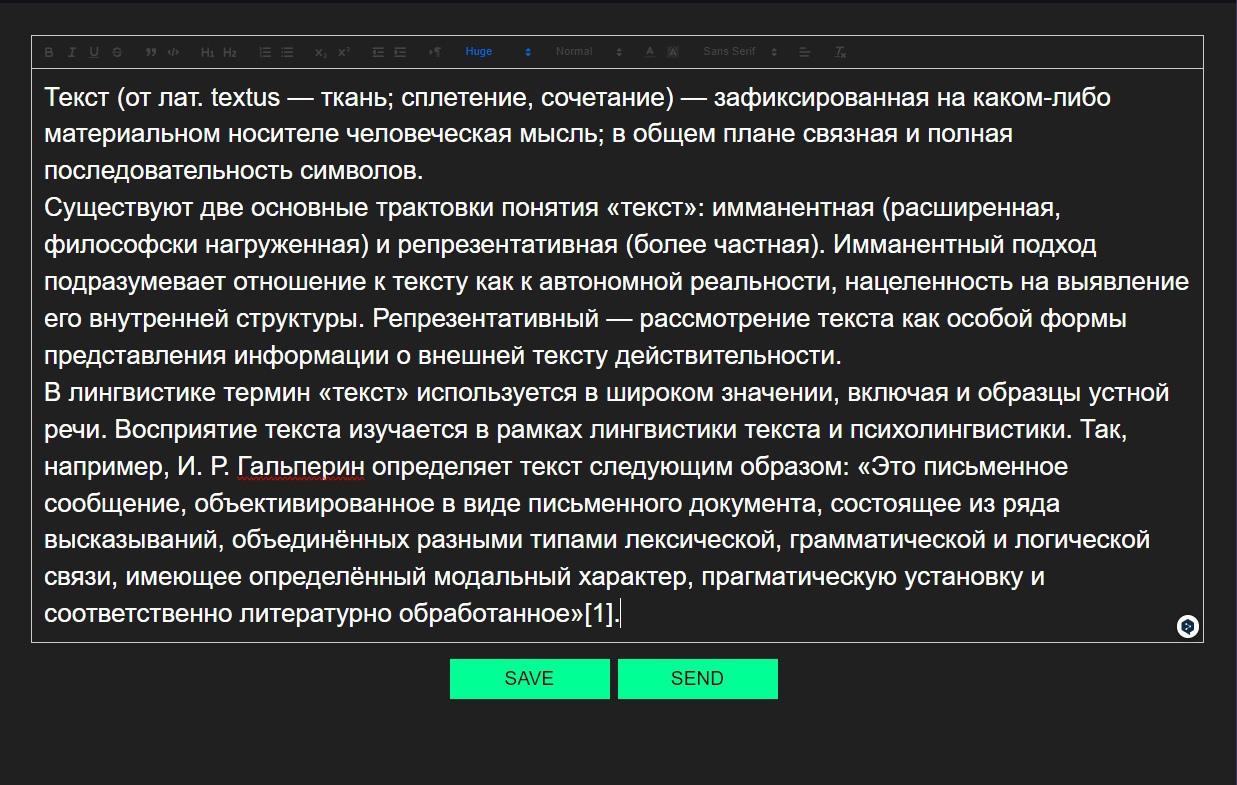 B I U S ” </> H₁ H₂ x₂ x² ¶ Huge Normal A A Sans Serif Tx
Текст (от лат. textus — ткань; сплетение, сочетание) — зафиксированная на каком-либо
материальном носителе человеческая мысль; в общем плане связная и полная
последовательность символов.
Существуют две основные трактовки понятия «текст»: имманентная (расширенная,
философски нагруженная) и репрезентативная (более частная). Имманентный подход
подразумевает отношение к тексту как к автономной реальности, нацеленность на выявление
его внутренней структуры. Репрезентативный — рассмотрение текста как особой формы
представления информации о внешней тексту действительности.
В лингвистике термин «текст» используется в широком значении, включая и образцы устной
речи. Восприятие текста изучается в рамках лингвистики текста и психолингвистики. Так,
например, И. Р. Гальперин определяет текст следующим образом: «Это письменное
сообщение, объективированное в виде письменного документа, состоящее из ряда
высказываний, объединённых разными типами лексической, грамматической и логической
связи, имеющее определённый модальный характер, прагматическую установку и
соответственно литературно обработанное»[1].
SAVE SEND